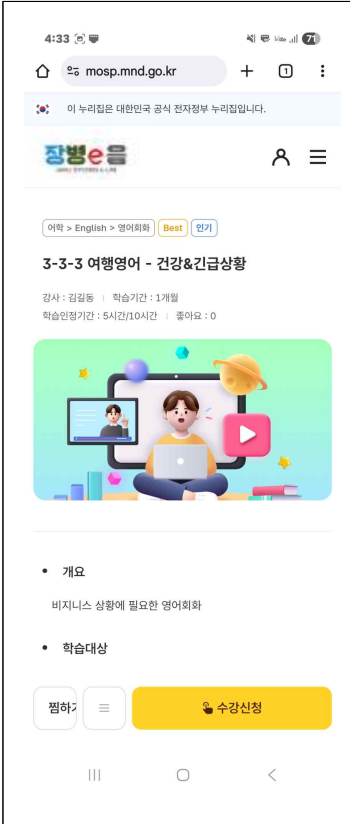 4:33
71
mosp.mnd.go.kr
1
이 누리집은 대한민국 공식 전자정부 누리집입니다.
장병e음
어학 > English > 영어회화 Best 인기
3-3-3 여행영어 - 건강&긴급상황
강사 : 김길동 | 학습기간 : 1개월
학습인정기간 : 5시간/10시간 | 좋아요 : 0
• 개요
비지니스 상황에 필요한 영어회화
• 학습대상
찜하기 수강신청